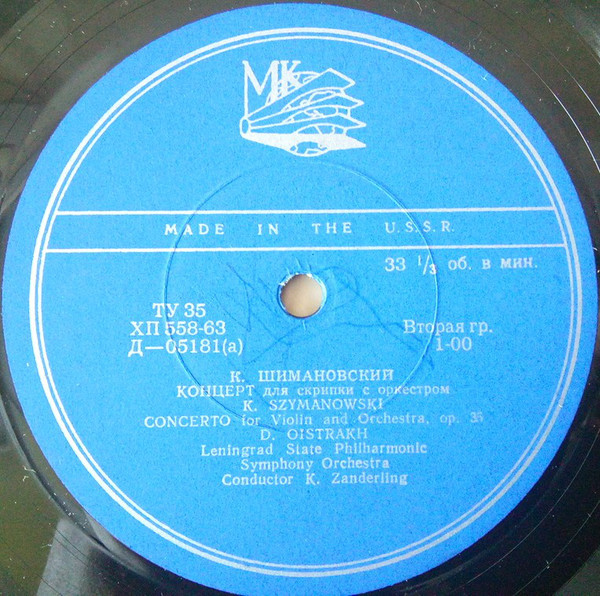 МК
MADE IN THE U.S.S.R.
33 1/3 об. в мин.
ТУ 35
ХП 558-63
Д—05181(а)
Вторая гр.
1-00
К. ШИМАНОВСКИЙ
КОНЦЕРТ для скрипки с оркестром
K. SZYMANOWSKI
CONCERTO for Violin and Orchestra, op. 35
D. OISTRAKH
Leningrad State Philharmonic
Symphony Orchestra
Conductor K. Zanderling